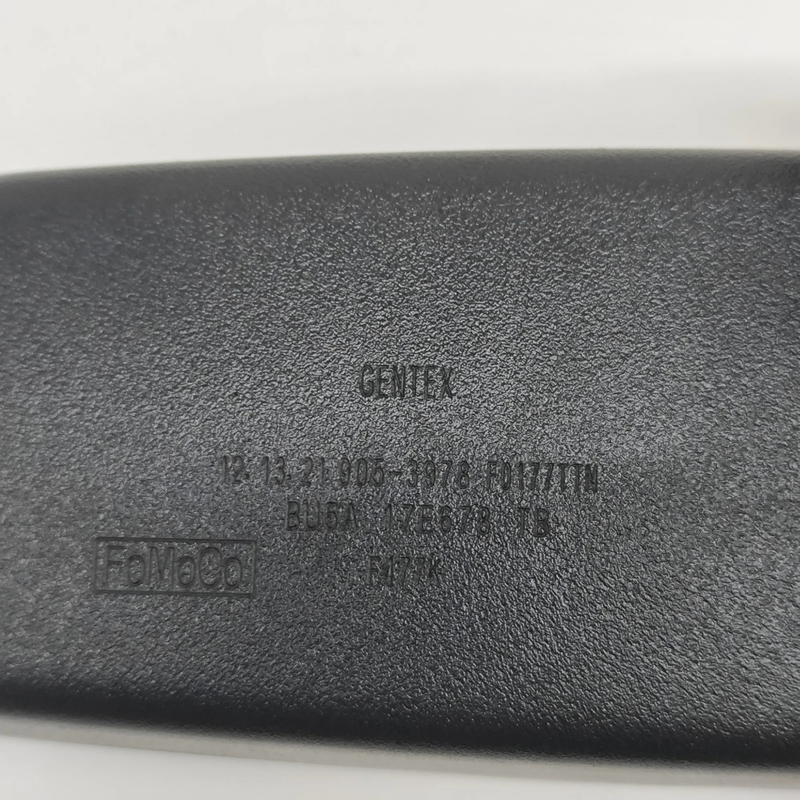 GENTEX
12.13.21 905-3978 F0177TTN
BU5A 17E678 TB
FoMoCo F177K